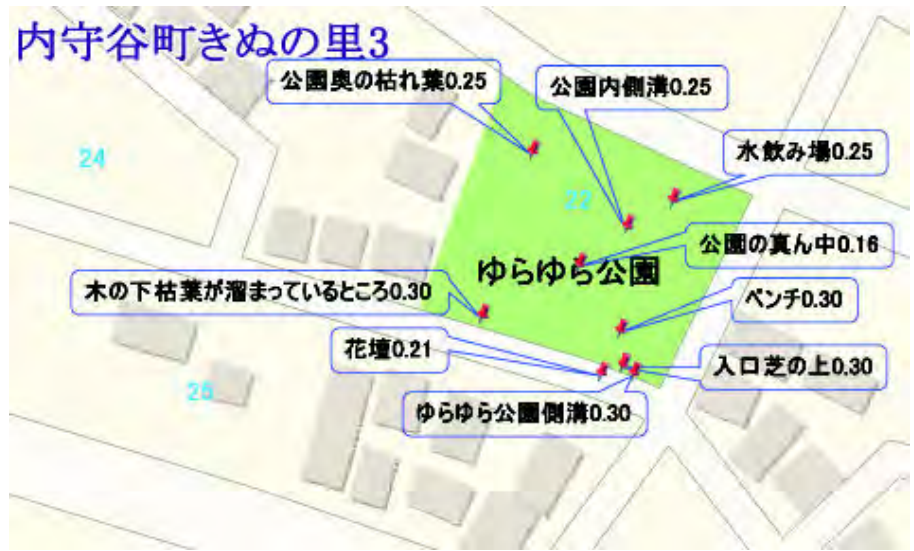 内守谷町きぬの里3
公園奥の枯れ葉0.25
公園内側溝0.25
水飲み場0.25
24
22
公園の真ん中0.16
ゆらゆら公園
木の下枯葉が溜まっているところ0.30
ベンチ0.30
花壇0.21
入口芝の上0.30
ゆらゆら公園側溝0.30